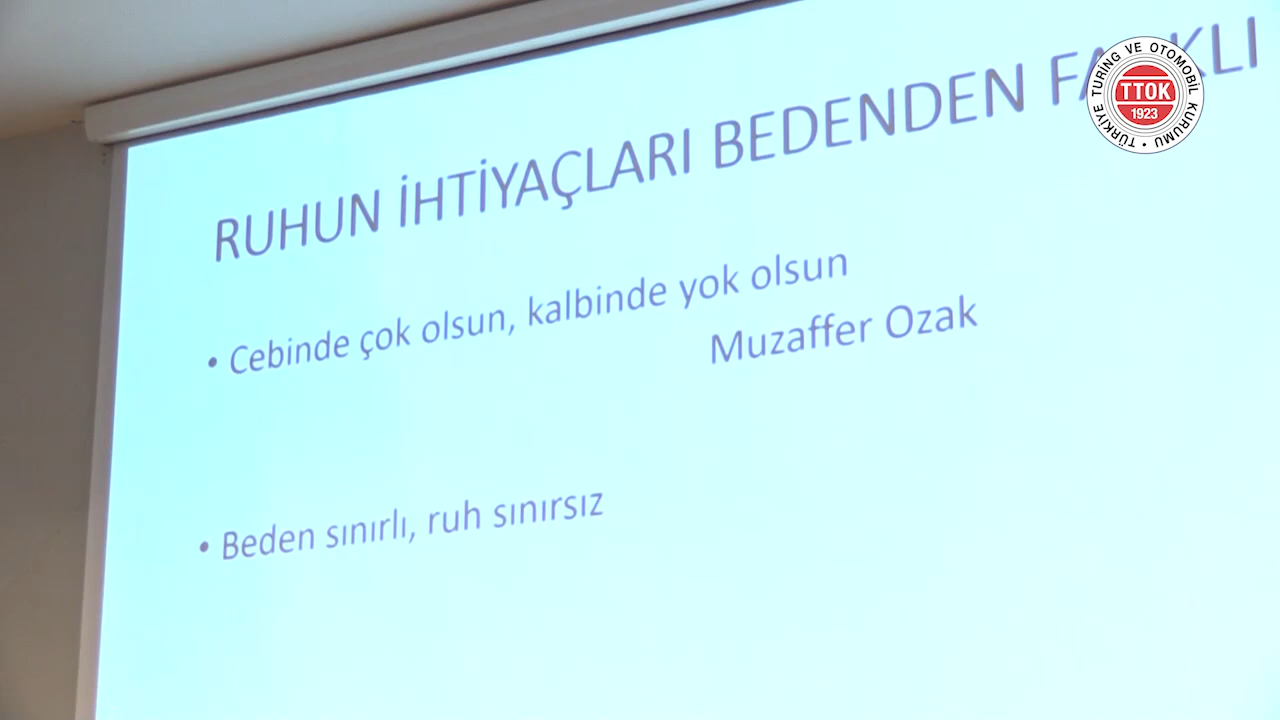 RUHUN İHTİYAÇLARI BEDENDEN FARKLI
• Cebinde çok olsun, kalbinde yok olsun
Muzaffer Ozak
• Beden sınırlı, ruh sınırsız
TÜRKİYE TURİNG VE OTOMOBİL KURUMU •
TTOK
1923